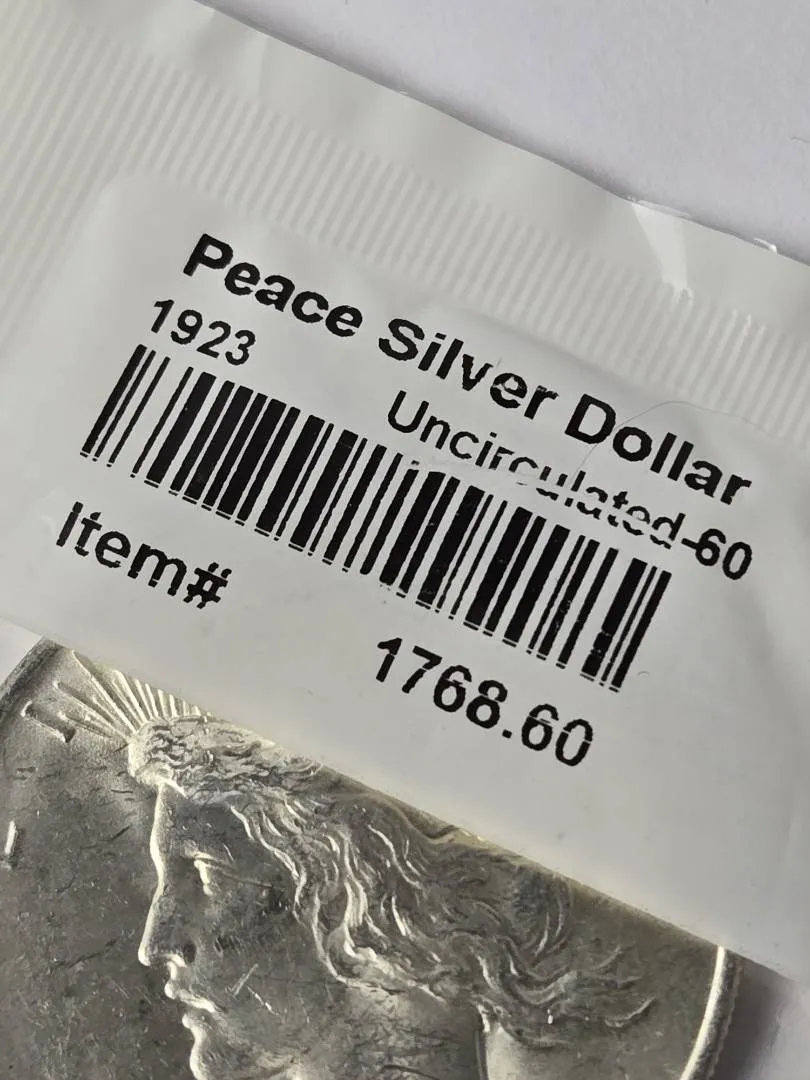 Peace Silver Dollar
1923
Uncirculated-60
Item#
1768.60